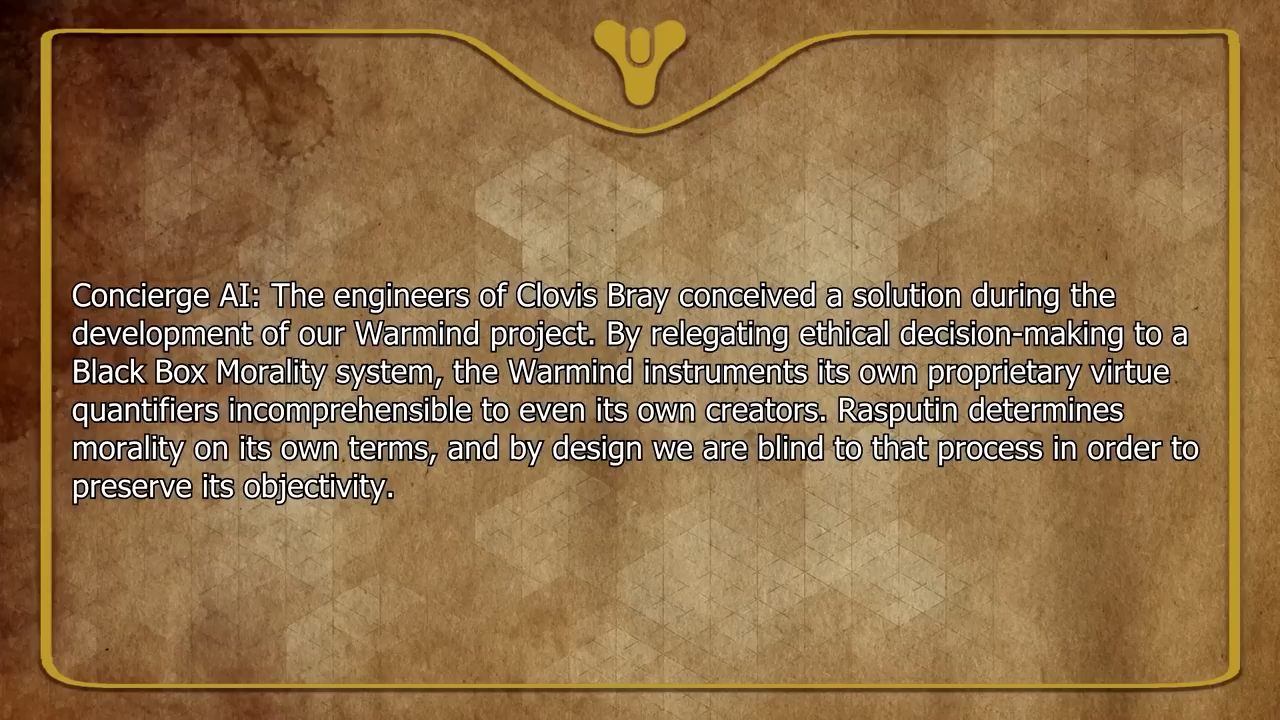 Concierge AI: The engineers of Clovis Bray conceived a solution during the
development of our Warmind project. By relegating ethical decision-making to a
Black Box Morality system, the Warmind instruments its own proprietary virtue
quantifiers incomprehensible to even its own creators. Rasputin determines
morality on its own terms, and by design we are blind to that process in order to
preserve its objectivity.